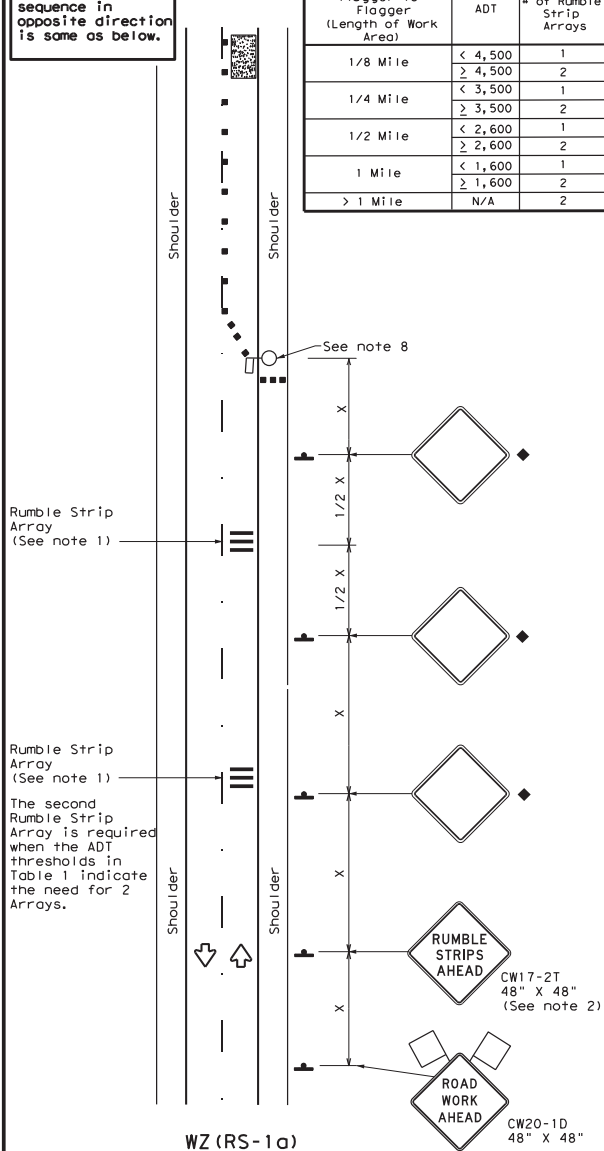 sequence in
opposite direction
is same as below.
Flagger
(Length of Work
Area)
ADT
# of Rumble
Strip
Arrays
1/8 Mile
< 4,500
1
≥ 4,500
2
1/4 Mile
< 3,500
1
≥ 3,500
2
1/2 Mile
< 2,600
1
≥ 2,600
2
1 Mile
< 1,600
1
≥ 1,600
2
> 1 Mile
N/A
2
Shoulder
Shoulder
See note 8
X
1/2 X
Rumble Strip
Array
(See note 1)
1/2 X
X
Rumble Strip
Array
(See note 1)
The second
Rumble Strip
Array is required
when the ADT
thresholds in
Table 1 indicate
the need for 2
Arrays.
Shoulder
Shoulder
X
RUMBLE
STRIPS
AHEAD
CW17-2T
48" X 48"
(See note 2)
X
ROAD
WORK
AHEAD
CW20-1D
48" X 48"
WZ(RS-1a)